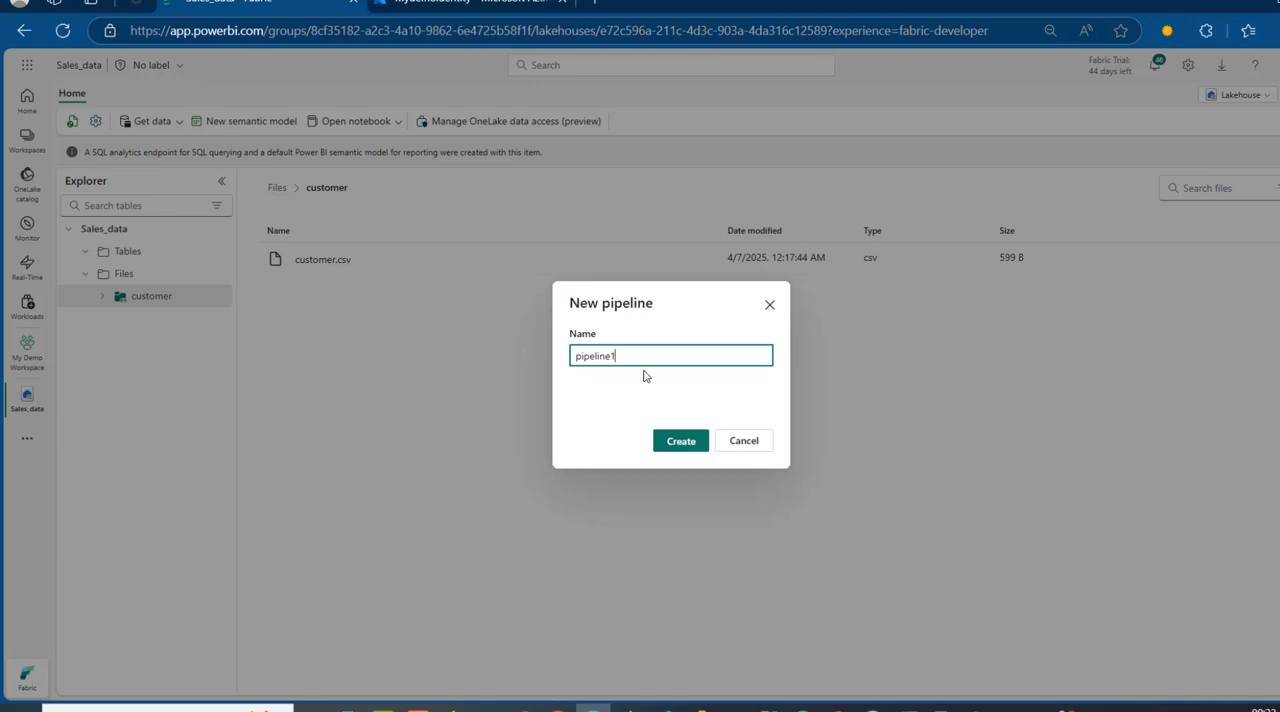 Sales_data - Fabric
https://app.powerbi.com/groups/8cf35182-a2c3-4a10-9862-6e4725b58f1f/lakehouses/e72c596a-211c-4d3c-903a-4da316c12589?experience=fabric-developer
Sales_data
No label
Search
Fabric Trial:
44 days left
46
Home
Lakehouse
Get data
New semantic model
Open notebook
Manage OneLake data access (preview)
A SQL analytics endpoint for SQL querying and a default Power BI semantic model for reporting were created with this item.
Home
Workspaces
OneLake
catalog
Monitor
Real-Time
Workloads
My Demo
Workspace
Sales_data
Fabric
Explorer
Search tables
Sales_data
Tables
Files
customer
Files > customer
Search files
Name
Date modified
Type
Size
customer.csv
4/7/2025, 12:17:44 AM
csv
599 B
New pipeline
Name
pipeline1
Create
Cancel